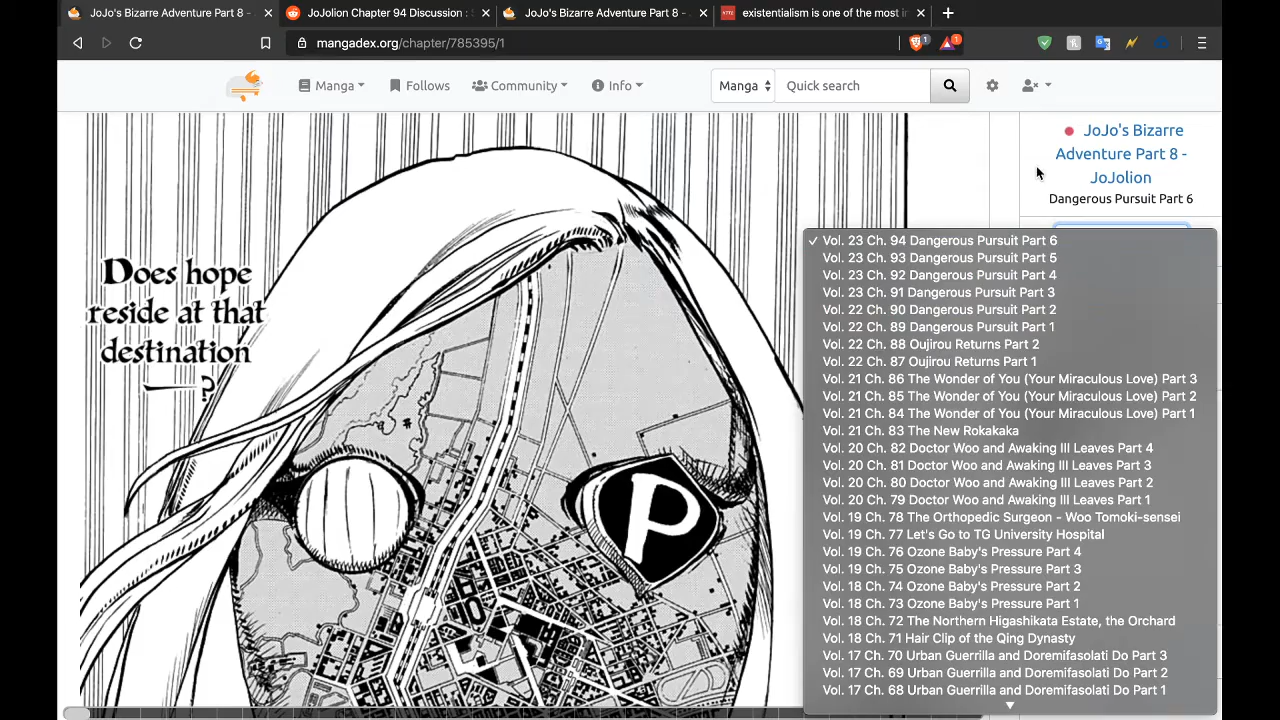 JoJo's Bizarre Adventure Part 8 -
JoJolion Chapter 94 Discussion : S
JoJo's Bizarre Adventure Part 8 -
existentialism is one of the most in
mangadex.org/chapter/785395/1
1
1
Manga
Follows
Community
Info
Manga
Quick search
JoJo's Bizarre
Adventure Part 8 -
JoJolion
Dangerous Pursuit Part 6
Does hope
reside at that
destination
—?
P
✓ Vol. 23 Ch. 94 Dangerous Pursuit Part 6
Vol. 23 Ch. 93 Dangerous Pursuit Part 5
Vol. 23 Ch. 92 Dangerous Pursuit Part 4
Vol. 23 Ch. 91 Dangerous Pursuit Part 3
Vol. 22 Ch. 90 Dangerous Pursuit Part 2
Vol. 22 Ch. 89 Dangerous Pursuit Part 1
Vol. 22 Ch. 88 Oujirou Returns Part 2
Vol. 22 Ch. 87 Oujirou Returns Part 1
Vol. 21 Ch. 86 The Wonder of You (Your Miraculous Love) Part 3
Vol. 21 Ch. 85 The Wonder of You (Your Miraculous Love) Part 2
Vol. 21 Ch. 84 The Wonder of You (Your Miraculous Love) Part 1
Vol. 21 Ch. 83 The New Rokakaka
Vol. 20 Ch. 82 Doctor Woo and Awaking III Leaves Part 4
Vol. 20 Ch. 81 Doctor Woo and Awaking III Leaves Part 3
Vol. 20 Ch. 80 Doctor Woo and Awaking III Leaves Part 2
Vol. 20 Ch. 79 Doctor Woo and Awaking III Leaves Part 1
Vol. 19 Ch. 78 The Orthopedic Surgeon - Woo Tomoki-sensei
Vol. 19 Ch. 77 Let's Go to TG University Hospital
Vol. 19 Ch. 76 Ozone Baby's Pressure Part 4
Vol. 19 Ch. 75 Ozone Baby's Pressure Part 3
Vol. 18 Ch. 74 Ozone Baby's Pressure Part 2
Vol. 18 Ch. 73 Ozone Baby's Pressure Part 1
Vol. 18 Ch. 72 The Northern Higashikata Estate, the Orchard
Vol. 18 Ch. 71 Hair Clip of the Qing Dynasty
Vol. 17 Ch. 70 Urban Guerrilla and Doremifasolati Do Part 3
Vol. 17 Ch. 69 Urban Guerrilla and Doremifasolati Do Part 2
Vol. 17 Ch. 68 Urban Guerrilla and Doremifasolati Do Part 1